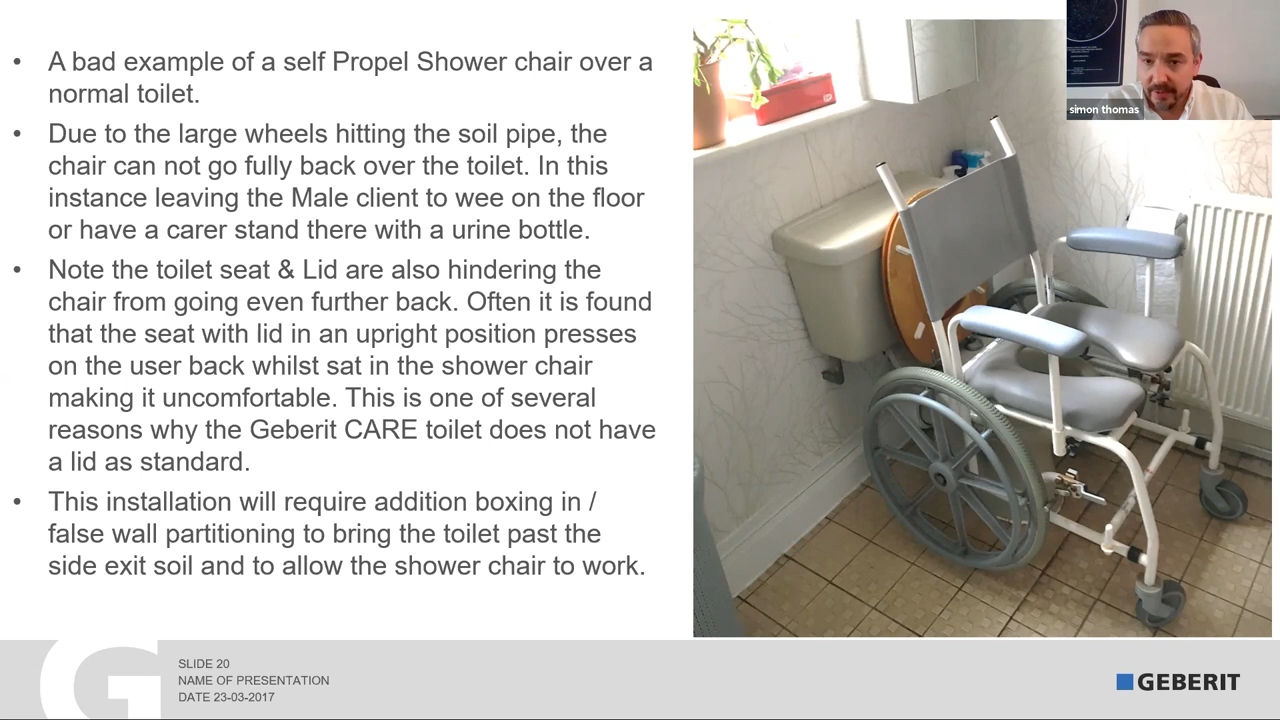 • A bad example of a self Propel Shower chair over a
normal toilet.
• Due to the large wheels hitting the soil pipe, the
chair can not go fully back over the toilet. In this
instance leaving the Male client to wee on the floor
or have a carer stand there with a urine bottle.
• Note the toilet seat & Lid are also hindering the
chair from going even further back. Often it is found
that the seat with lid in an upright position presses
on the user back whilst sat in the shower chair
making it uncomfortable. This is one of several
reasons why the Geberit CARE toilet does not have
a lid as standard.
• This installation will require addition boxing in /
false wall partitioning to bring the toilet past the
side exit soil and to allow the shower chair to work.
simon thomas
SLIDE 20
NAME OF PRESENTATION
DATE 23-03-2017
GEBERIT